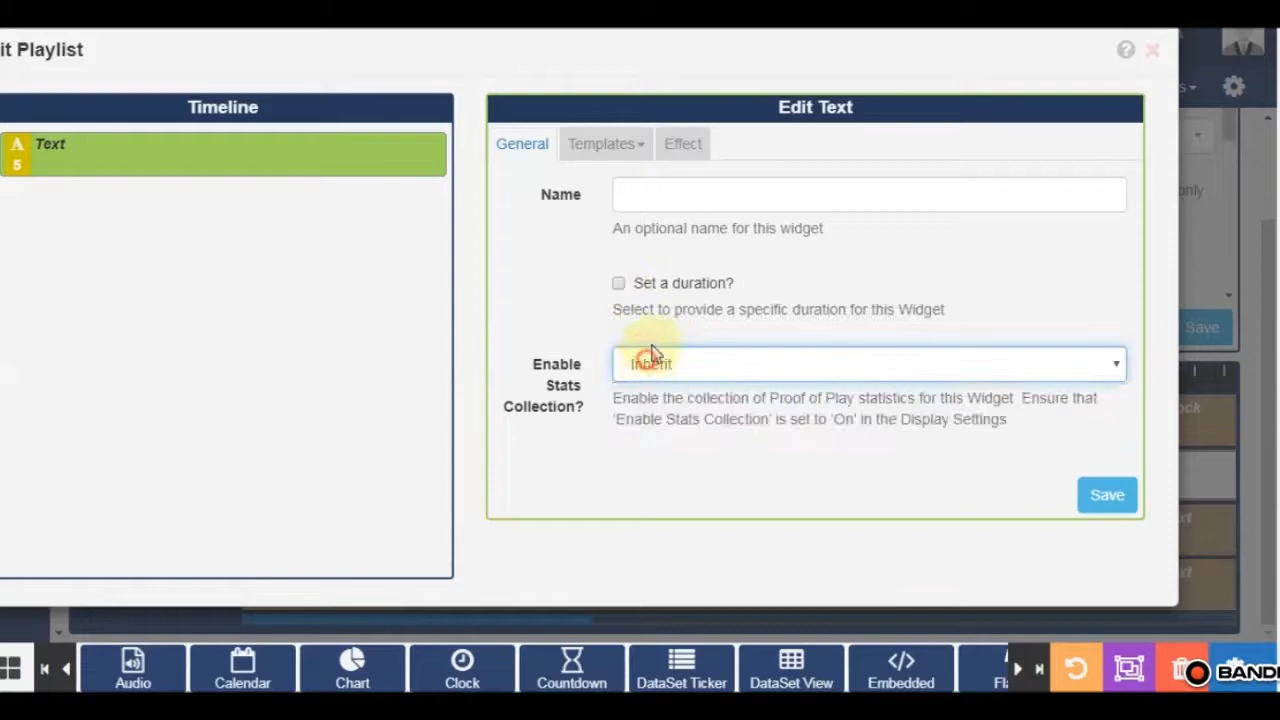 it Playlist
Timeline
Edit Text
A Text
5
General Templates Effect
Name
An optional name for this widget
Set a duration?
Select to provide a specific duration for this Widget
Enable Stats Collection?
Inherit
Enable the collection of Proof of Play statistics for this Widget Ensure that
'Enable Stats Collection' is set to 'On' in the Display Settings
Save
only
Save
Audio
Calendar
Chart
Clock
Countdown
DataSet Ticker
DataSet View
Embedded